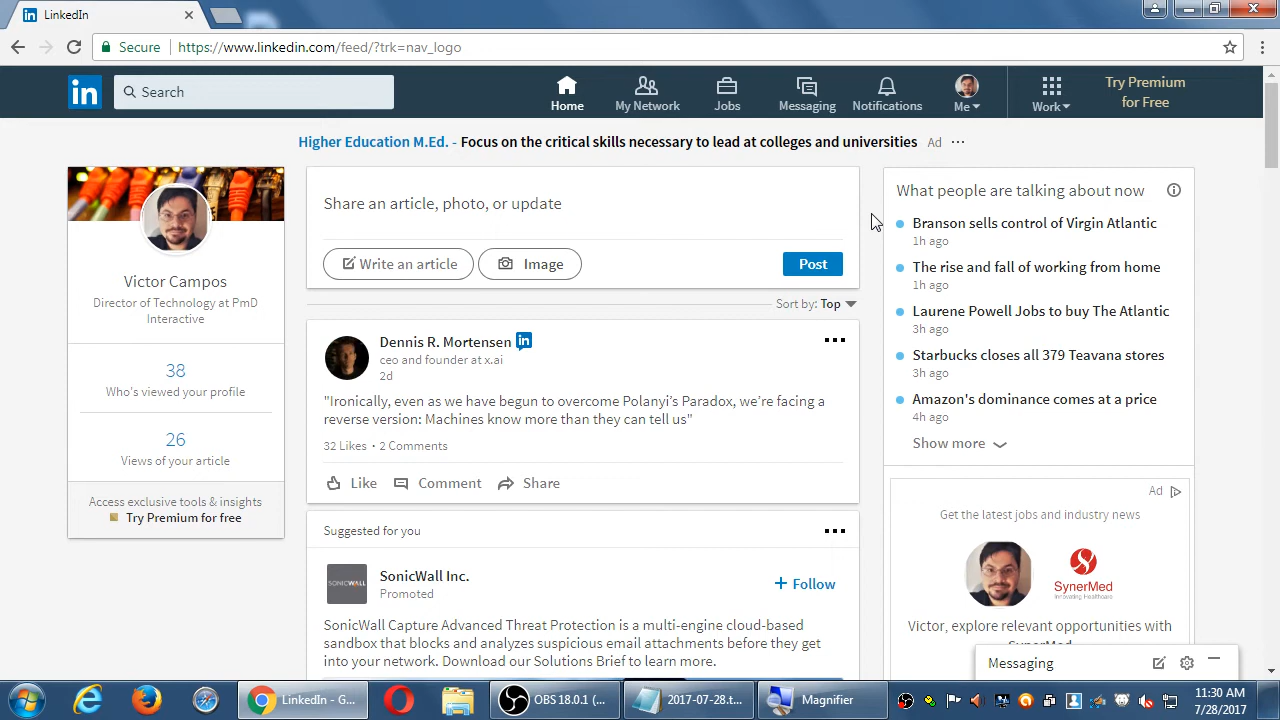 LinkedIn
Secure
https://www.linkedin.com/feed/?trk=nav_logo
in
Search
Home
My Network
Jobs
Messaging
Notifications
Me
Work
Try Premium
for Free
Higher Education M.Ed. - Focus on the critical skills necessary to lead at colleges and universities Ad
Victor Campos
Director of Technology at PmD
Interactive
38
Who's viewed your profile
26
Views of your article
Access exclusive tools & insights
Try Premium for free
Share an article, photo, or update
Write an article
Image
Post
Sort by: Top
Dennis R. Mortensen in
ceo and founder at x.ai
2d
"Ironically, even as we have begun to overcome Polanyi's Paradox, we're facing a
reverse version: Machines know more than they can tell us"
32 Likes • 2 Comments
Like
Comment
Share
Suggested for you
SONICWALL
SonicWall Inc.
Promoted
+ Follow
SonicWall Capture Advanced Threat Protection is a multi-engine cloud-based
sandbox that blocks and analyzes suspicious email attachments before they get
into your network. Download our Solutions Brief to learn more.
What people are talking about now
Branson sells control of Virgin Atlantic
1h ago
The rise and fall of working from home
1h ago
Laurene Powell Jobs to buy The Atlantic
3h ago
Starbucks closes all 379 Teavana stores
3h ago
Amazon's dominance comes at a price
4h ago
Show more
Ad
Get the latest jobs and industry news
SynerMed
Innovating Healthcare
Victor, explore relevant opportunities with
Messaging
LinkedIn - G...
OBS 18.0.1 (...
2017-07-28.t...
Magnifier
11:30 AM
7/28/2017